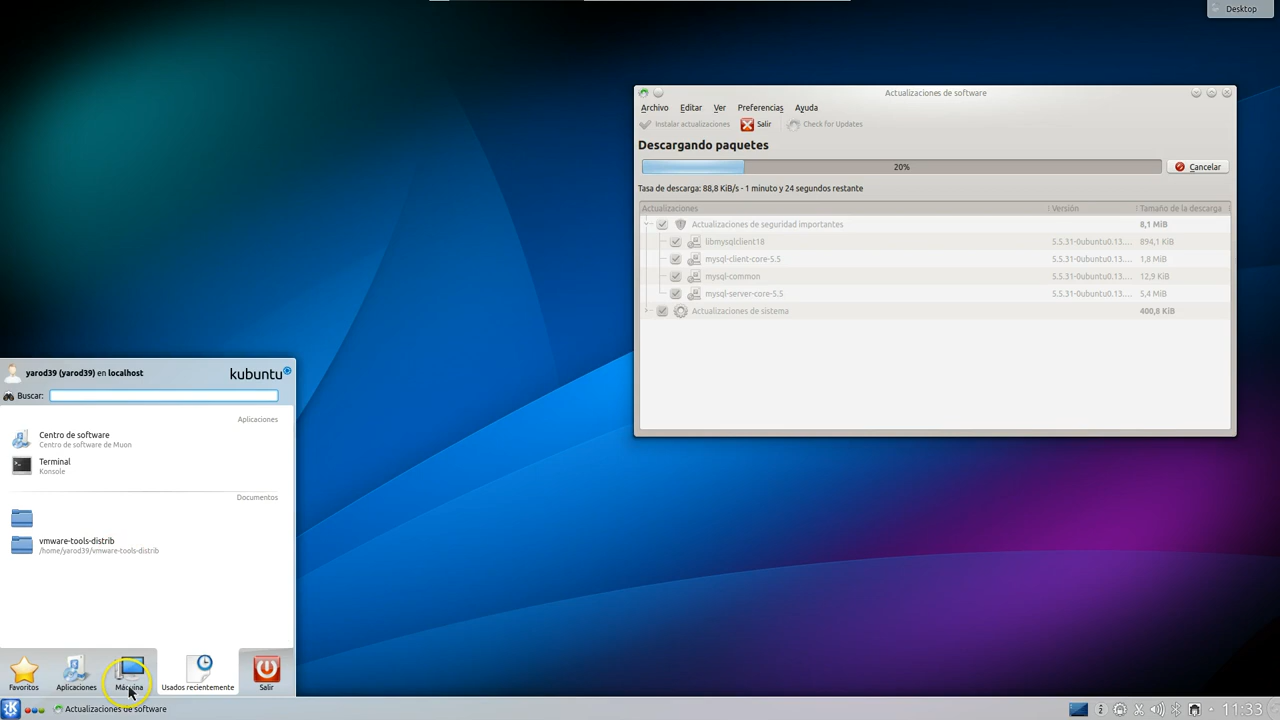 Desktop
Actualizaciones de software
Archivo Editar Ver Preferencias Ayuda
Instalar actualizaciones Salir Check for Updates
Descargando paquetes
20% Cancelar
Tasa de descarga: 88,8 KiB/s - 1 minuto y 24 segundos restante
Actualizaciones Versión Tamaño de la descarga
Actualizaciones de seguridad importantes 8,1 MiB
libmysqlclient18 5.5.31-0ubuntu0.13.... 894,1 KiB
mysql-client-core-5.5 5.5.31-0ubuntu0.13.... 1,8 MiB
mysql-common 5.5.31-0ubuntu0.13.... 12,9 KiB
mysql-server-core-5.5 5.5.31-0ubuntu0.13.... 5,4 MiB
Actualizaciones de sistema 400,8 KiB
yarod39 (yarod39) en localhost kubuntu
Buscar:
Aplicaciones
Centro de software
Centro de software de Muon
Terminal
Konsole
Documentos
vmware-tools-distrib
/home/yarod39/vmware-tools-distrib
Favoritos Aplicaciones Máquina Usados recientemente Salir
Actualizaciones de software 11:33